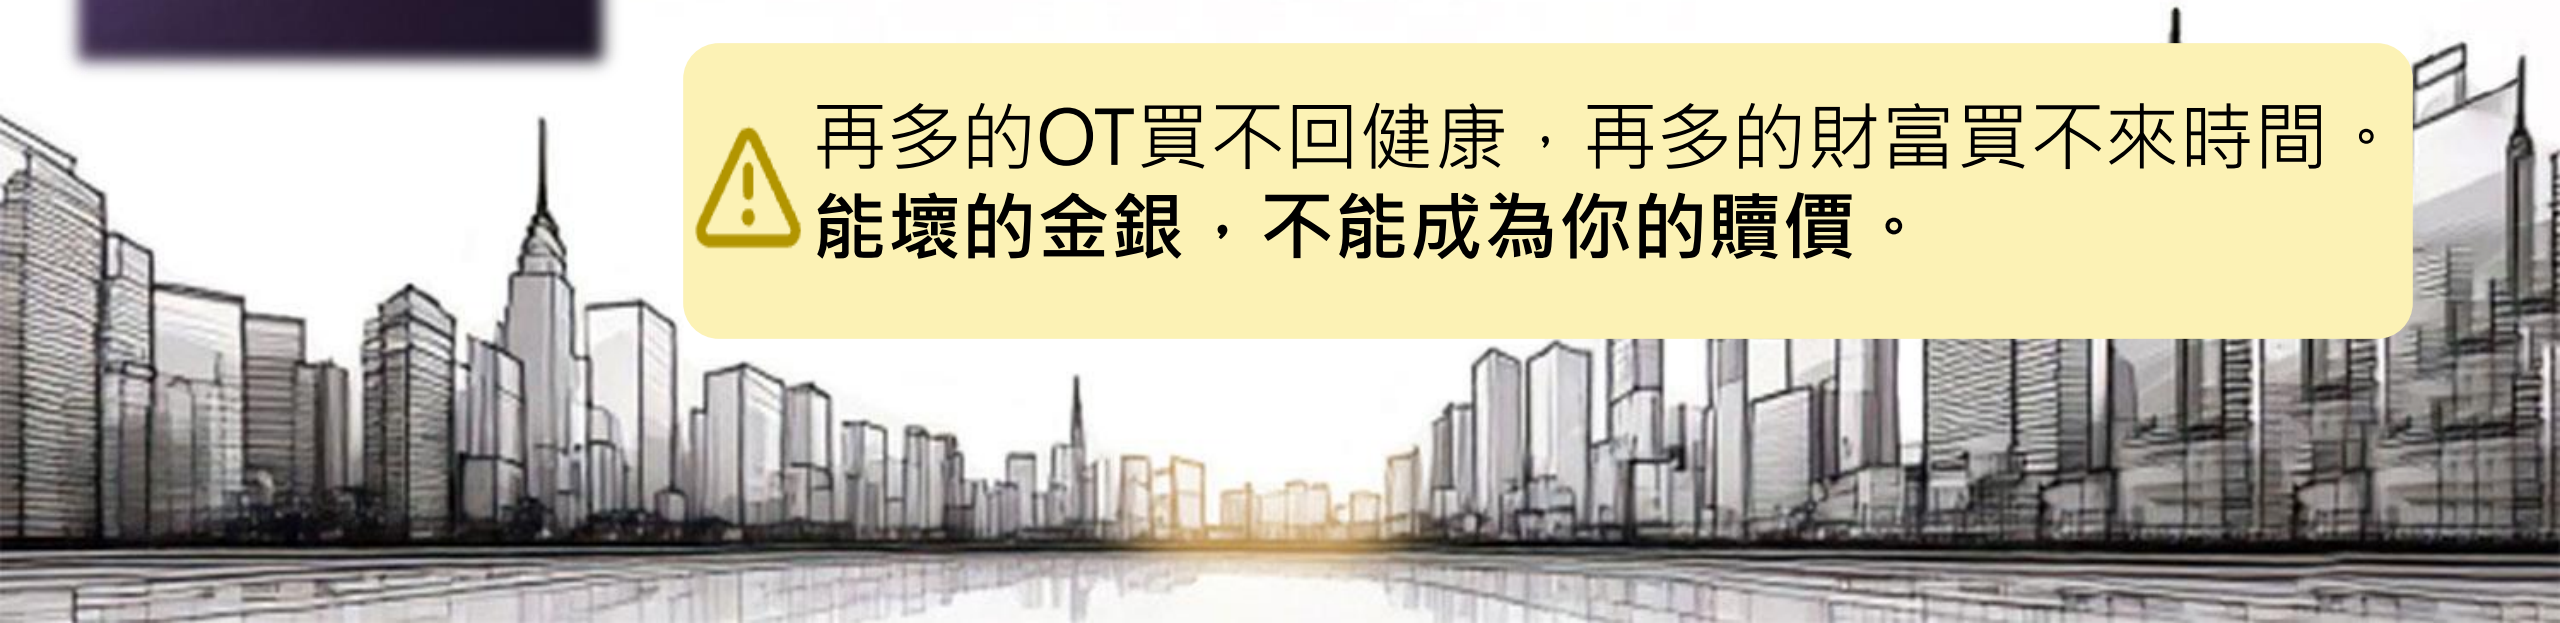 再多的OT買不回健康，再多的財富買不來時間。
能壞的金銀，不能成為你的贖價。